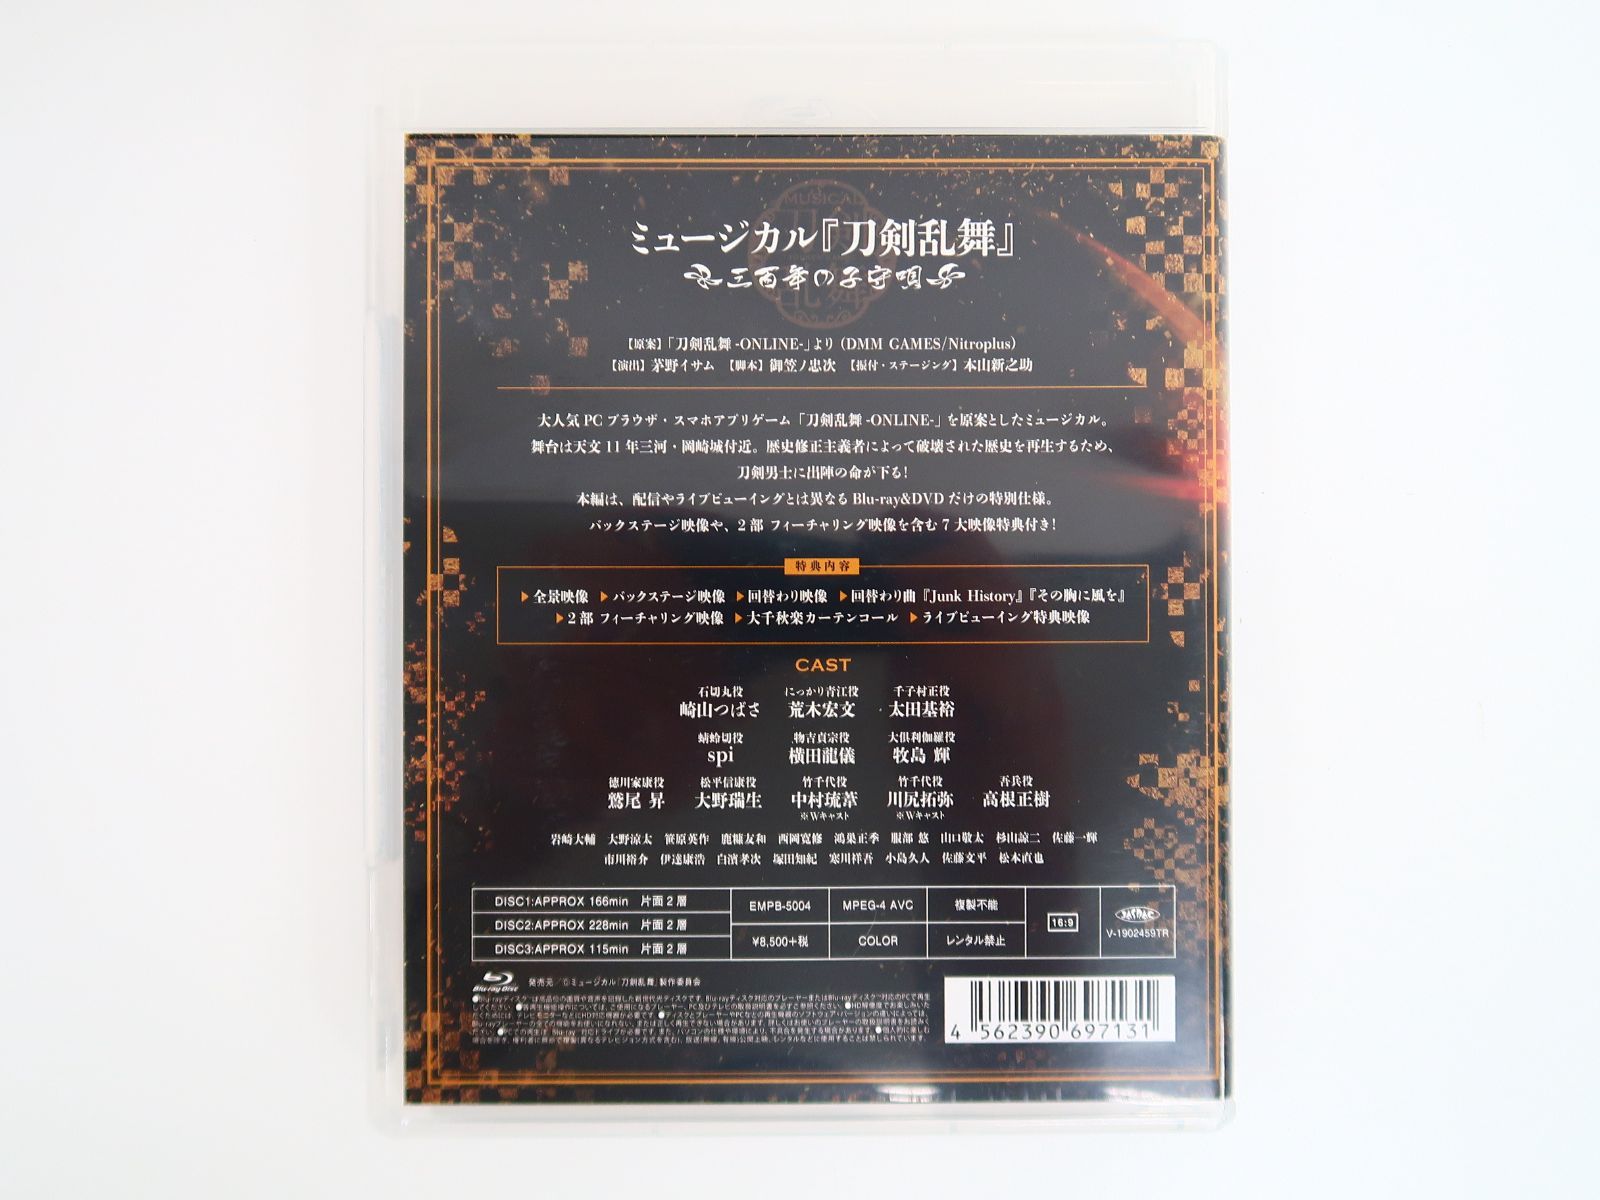 MUSICAL
ミュージカル『刀剣乱舞』
三百年の子守唄
【原案】「刀剣乱舞-ONLINE-」より（DMM GAMES/Nitroplus）
【演出】茅野イサム 【脚本】御笠ノ忠次 【振付・ステージング】本山新之助
大人気PCブラウザ・スマホアプリゲーム「刀剣乱舞-ONLINE-」を原案としたミュージカル。
舞台は天文11年三河・岡崎城付近。歴史修正主義者によって破壊された歴史を再生するため、
刀剣男士に出陣の命が下る!
本編は、配信やライブビューイングとは異なるBlu-ray&DVDだけの特別仕様。
バックステージ映像や、2部 フィーチャリング映像を含む7大映像特典付き!
特典内容
▶全景映像 ▶バックステージ映像 ▶回替わり映像 ▶回替わり曲『Junk History』『その胸に風を』
▶2部 フィーチャリング映像 ▶大千秋楽カーテンコール ▶ライブビューイング特典映像
CAST
石切丸役 にっかり青江役 千子村正役
崎山つばさ 荒木宏文 太田基裕
蜻蛉切役 物吉貞宗役 大倶利伽羅役
spi 横田龍儀 牧島 輝
徳川家康役 松平信康役 竹千代役 竹千代役 吾兵役
鷲尾 昇 大野瑞生 中村琉葦 川尻拓弥 高根正樹
※Wキャスト ※Wキャスト
岩崎大輔 大野涼太 笹原英作 鹿糠友和 西岡寛修 鴻巣正季 服部 悠 山口敬太 杉山諒二 佐藤一輝
市川裕介 伊達康浩 白濱孝次 塚田知紀 寒川祥吾 小島久人 佐藤文平 松本直也
DISC1:APPROX 166min 片面2層
DISC2:APPROX 228min 片面2層
DISC3:APPROX 115min 片面2層
EMPB-5004 MPEG-4 AVC 複製不能
¥8,500+税 COLOR レンタル禁止
16:9
V-1902459TR
Blu-ray Disc
発売元/©ミュージカル『刀剣乱舞』製作委員会
4 562390 697131